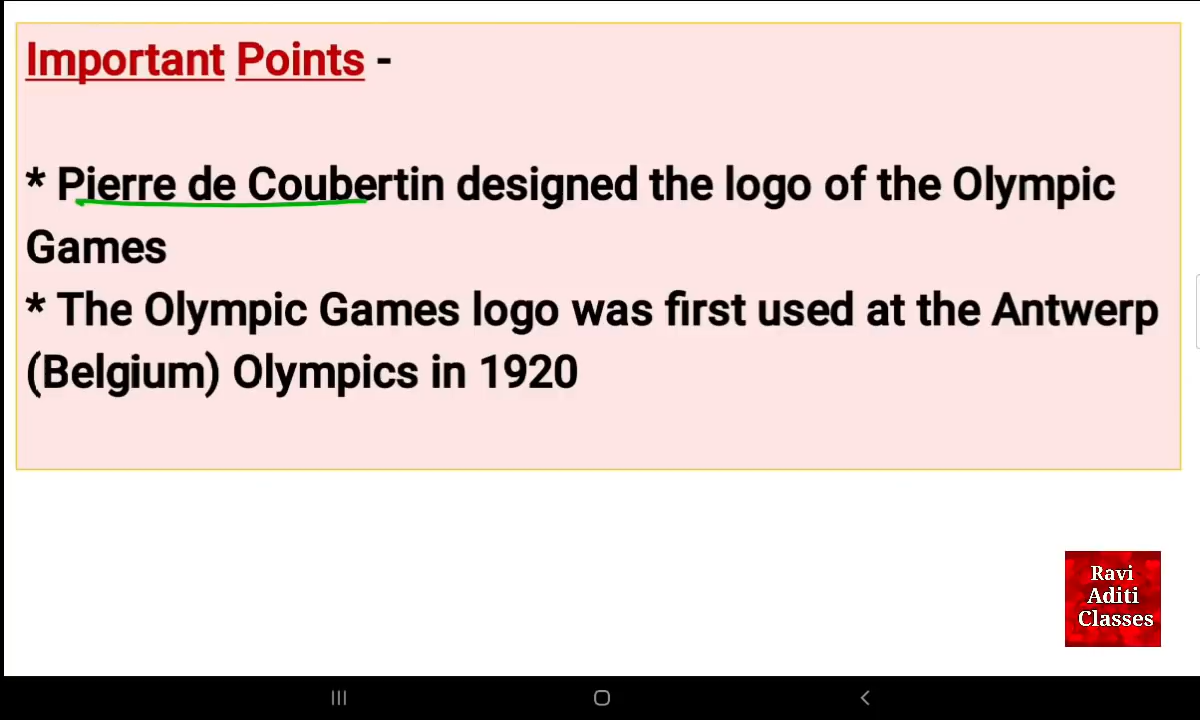 Important Points -
* Pierre de Coubertin designed the logo of the Olympic
Games
* The Olympic Games logo was first used at the Antwerp
(Belgium) Olympics in 1920
Ravi
Aditi
Classes